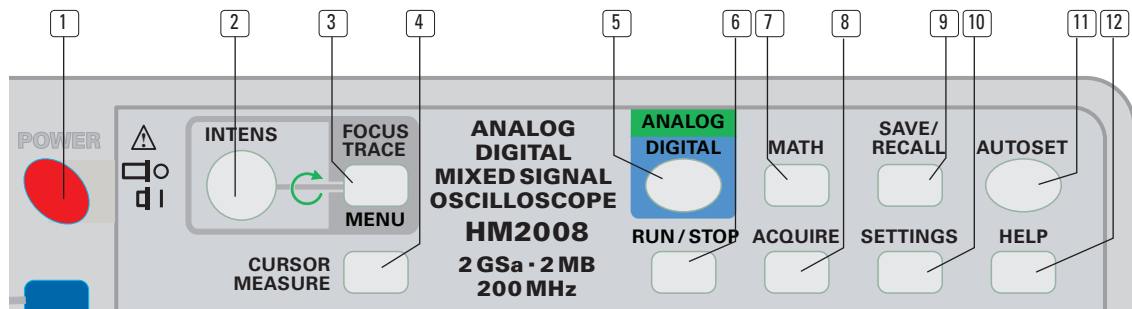 1 2 3 4 5 6 7 8 9 10 11 12
POWER
INTENS
FOCUS
TRACE
MENU
CURSOR
MEASURE
ANALOG
DIGITAL
MIXED SIGNAL
OSCILLOSCOPE
HM2008
2 GSa · 2 MB
200 MHz
ANALOG
DIGITAL
RUN / STOP
MATH
ACQUIRE
SAVE/
RECALL
SETTINGS
AUTOSET
HELP